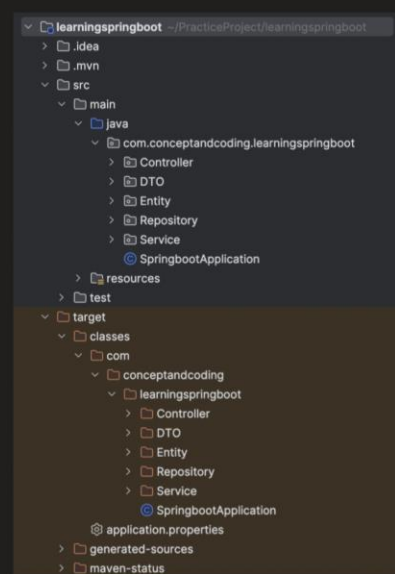 learningspringboot ~/PracticeProject/learningspringboot
.idea
.mvn
src
main
java
com.conceptandcoding.learningspringboot
Controller
DTO
Entity
Repository
Service
SpringbootApplication
resources
test
target
classes
com
conceptandcoding
learningspringboot
Controller
DTO
Entity
Repository
Service
SpringbootApplication
application.properties
generated-sources
maven-status